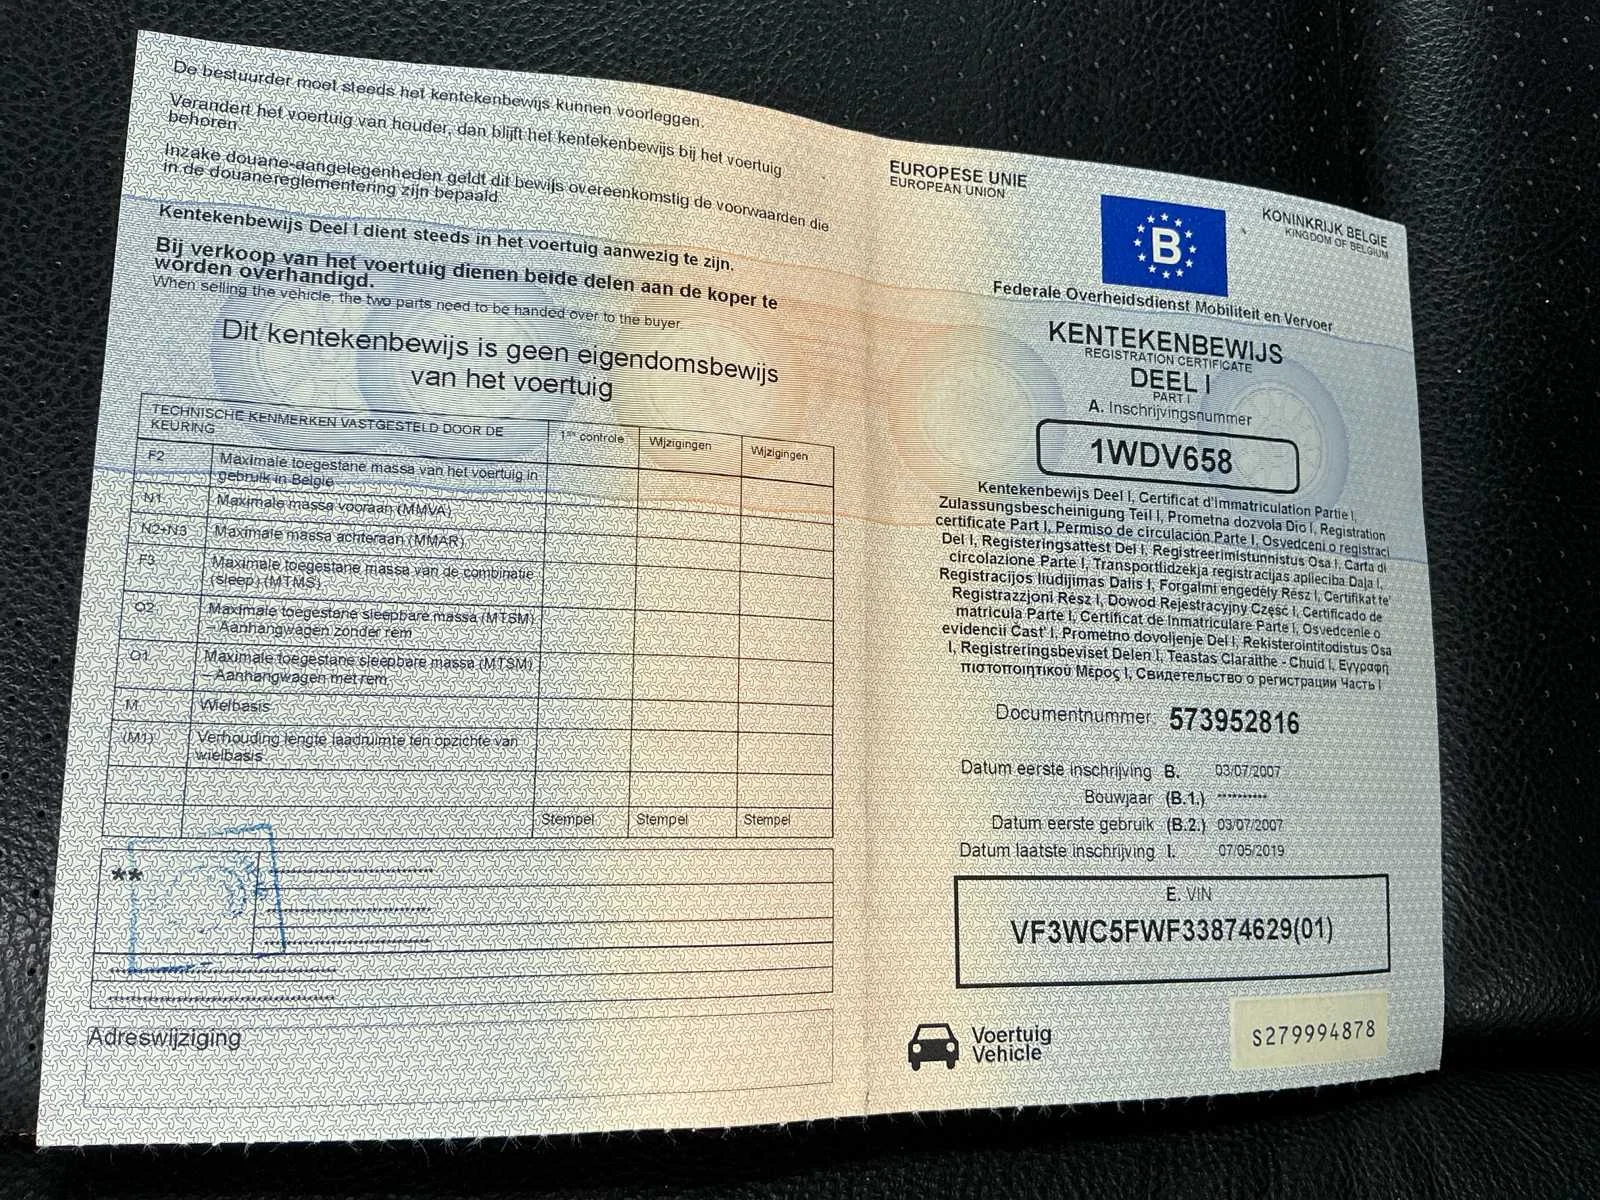 De bestuurder moet steeds het kentekenbewijs kunnen voorleggen.
Verandert het voertuig van houder, dan blijft het kentekenbewijs bij het voertuig
behoren.
Inzake douane-aangelegenheden geldt dit bewijs overeenkomstig de voorwaarden die
in de douanereglementering zijn bepaald.
Kentekenbewijs Deel I dient steeds in het voertuig aanwezig te zijn.
Bij verkoop van het voertuig dienen beide delen aan de koper te
worden overhandigd.
When selling the vehicle, the two parts need to be handed over to the buyer.
Dit kentekenbewijs is geen eigendomsbewijs
van het voertuig
TECHNISCHE KENMERKEN VASTGESTELD DOOR DE
KEURING
1ste controle
Wijzigingen
Wijzigingen
F2 Maximale toegestane massa van het voertuig in
gebruik in België
N1 Maximale massa vooraan (MMVA)
N2+N3 Maximale massa achteraan (MMAR)
F3 Maximale toegestane massa van de combinatie
(sleep) (MTMS)
O2 Maximale toegestane sleepbare massa (MTSM)
– Aanhangwagen zonder rem
O1 Maximale toegestane sleepbare massa (MTSM)
– Aanhangwagen met rem
M Wielbasis
(M1) Verhouding lengte laadruimte ten opzichte van
wielbasis
Stempel
Stempel
Stempel
**
Adreswijziging
EUROPESE UNIE
EUROPEAN UNION
B
KONINKRIJK BELGIE
KINGDOM OF BELGIUM
Federale Overheidsdienst Mobiliteit en Vervoer
KENTEKENBEWIJS
REGISTRATION CERTIFICATE
DEEL I
PART I
A. Inschrijvingsnummer
1WDV658
Kentekenbewijs Deel I, Certificat d'Immatriculation Partie I,
Zulassungsbescheinigung Teil I, Prometna dozvola Dio I, Registration
certificate Part I, Permiso de circulación Parte I, Osvedceni o registraci
Del I, Registeringsattest Del I, Registreerimistunnistus Osa I, Carta di
circolazione Parte I, Transportlidzekja registracijas aplieciba Daja I,
Registracijos liudijimas Dalis I, Forgalmi engedély Rész I, Certifikat te'
Registrazzjoni Rész I, Dowod Rejestracyjny Część I, Certificado de
matricula Parte I, Certificat de Inmatriculare Parte I, Osvedcenie o
evidencii Cast' I, Prometno dovoljenje Del I, Rekisterointitodistus Osa
I, Registreringsbeviset Delen I, Teastas Claraithe - Chuid I, Εγγραφή
πιστοποιητικού Μέρος I, Свидетельство о регистрации Часть I
Documentnummer: 573952816
Datum eerste inschrijving B. 03/07/2007
Bouwjaar (B.1.) **********
Datum eerste gebruik (B.2.) 03/07/2007
Datum laatste inschrijving I. 07/05/2019
E. VIN
VF3WC5FWF33874629(01)
Voertuig
Vehicle
S279994878